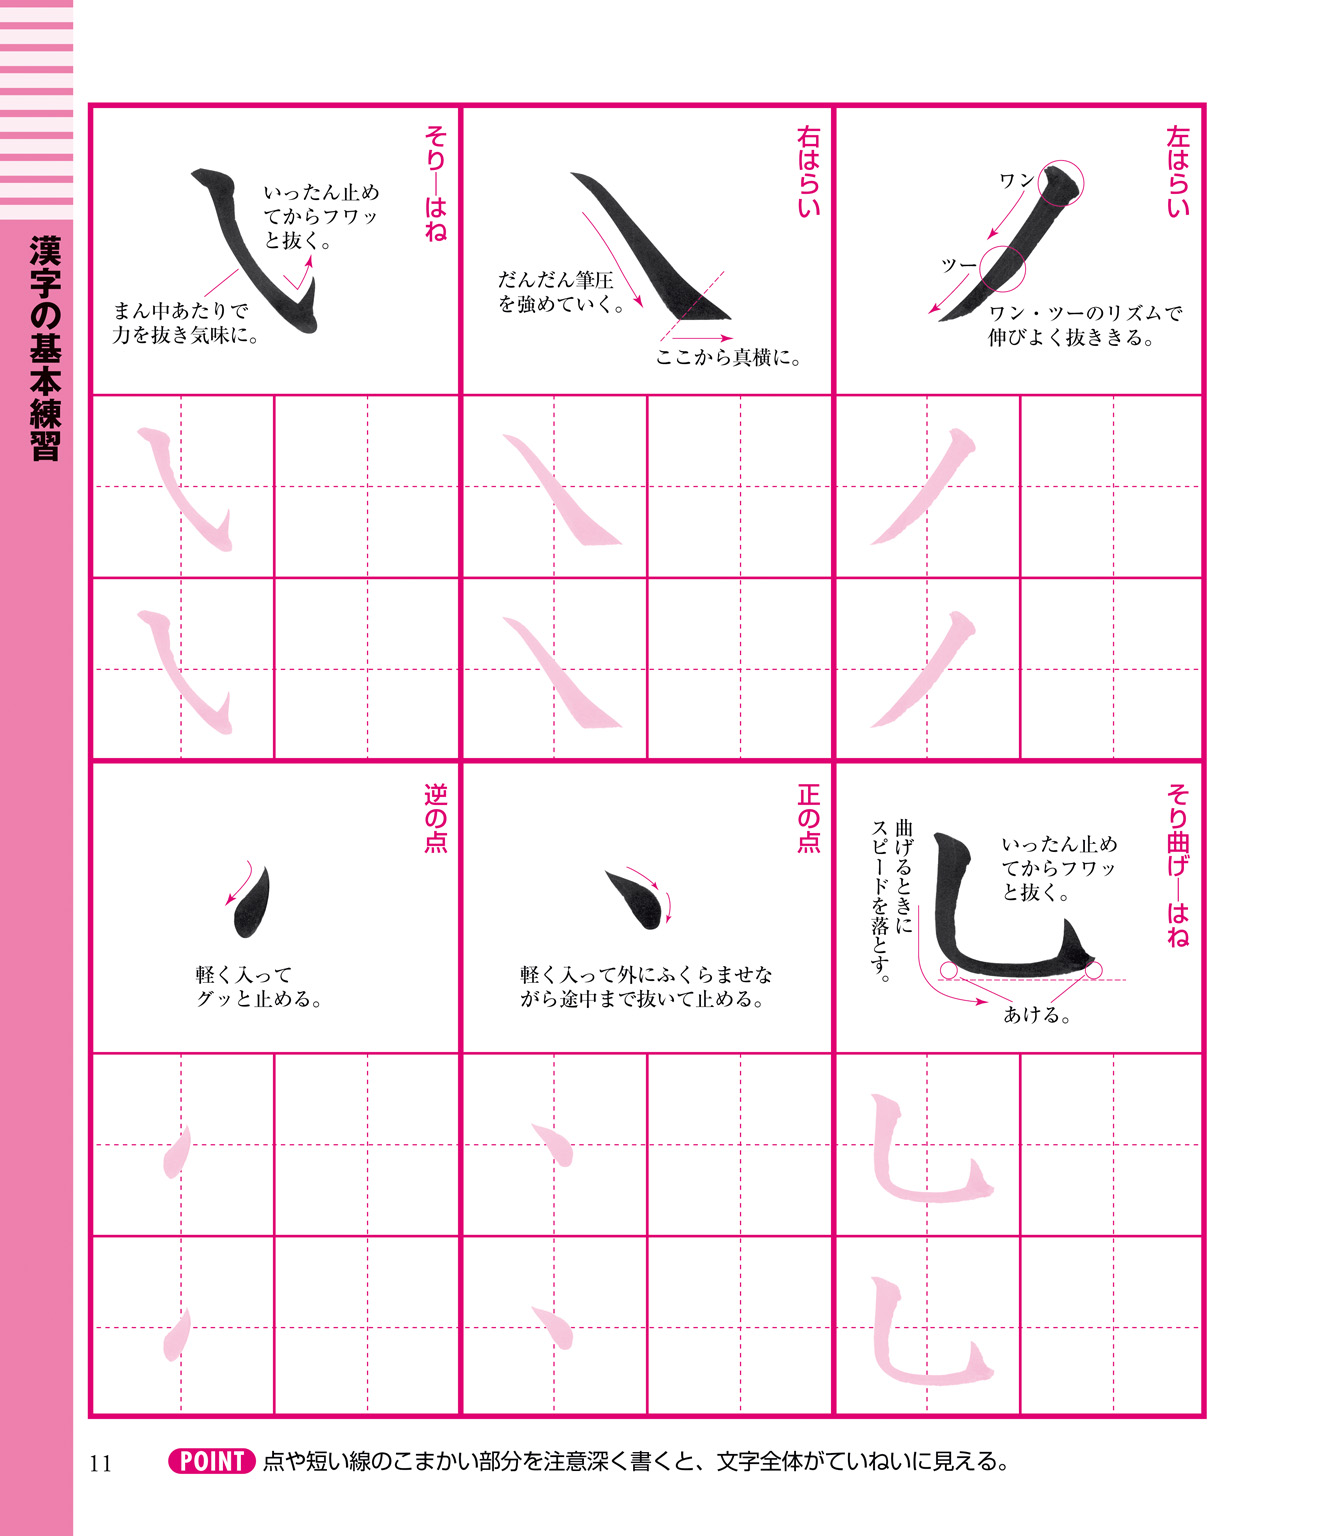 漢字の基本練習
左はらい
ワン
ツー
ワン・ツーのリズムで
伸びよく抜ききる。
右はらい
だんだん筆圧
を強めていく。
ここから真横に。
そり—はね
いったん止め
てからフワッ
と抜く。
まん中あたりで
力を抜き気味に。
そり曲げ—はね
いったん止め
てからフワッ
と抜く。
曲げるときに
スピードを落とす。
あける。
正の点
軽く入って外にふくらませな
がら途中まで抜いて止める。
逆の点
軽く入って
グッと止める。
11
POINT 点や短い線のこまかい部分を注意深く書くと、文字全体がていねいに見える。